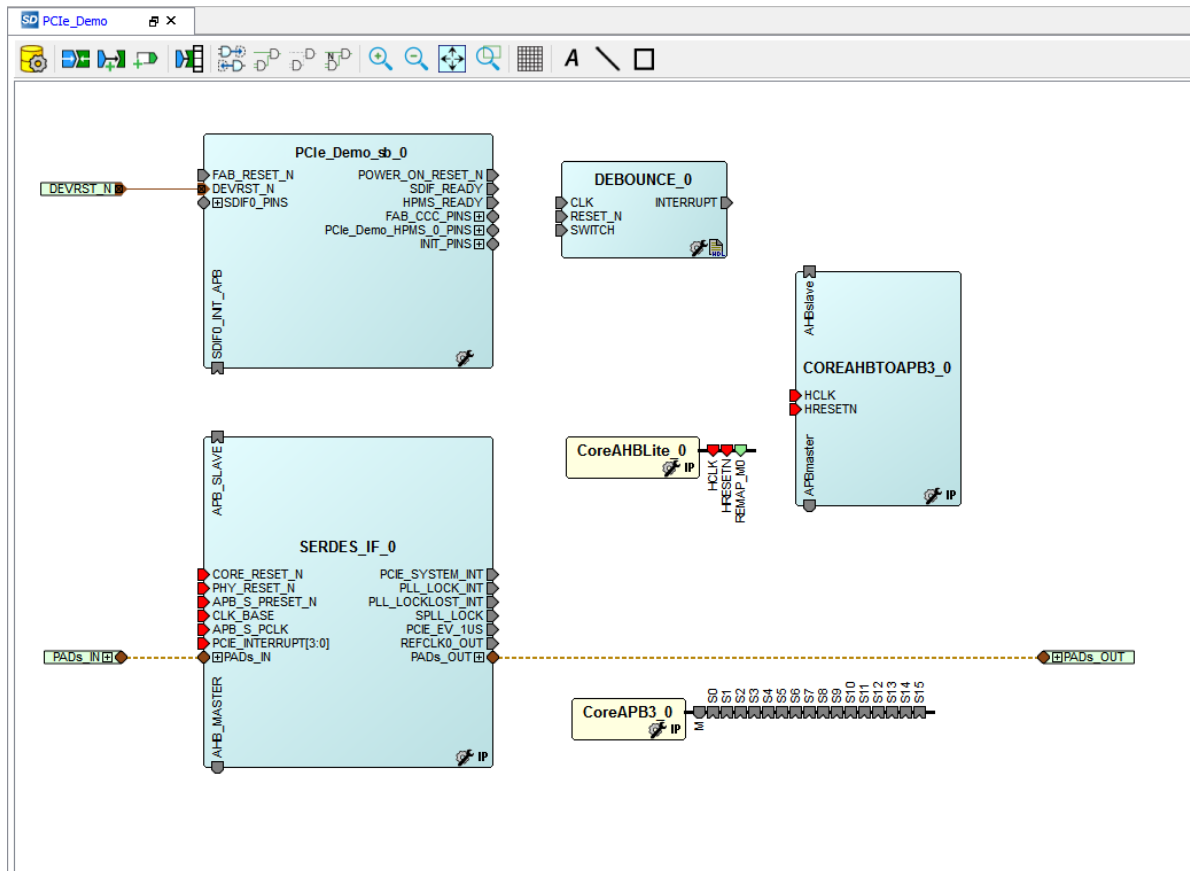 SD PCIe_Demo
A
PCIe_Demo_sb_0
FAB_RESET_N POWER_ON_RESET_N
DEVRST_N DEVRST_N SDIF_READY
SDIF0_PINS HPMS_READY
FAB_CCC_PINS
PCIe_Demo_HPMS_0_PINS
INIT_PINS
SDIF0_INT_APB
DEBOUNCE_0
CLK INTERRUPT
RESET_N
SWITCH
HDL
AHBslave
COREAHBTOAPB3_0
HCLK
HRESETN
APBmaster
IP
CoreAHBLite_0
IP
HCLK
HRESETN
REMAP_M0
APB_SLAVE
SERDES_IF_0
CORE_RESET_N PCIE_SYSTEM_INT
PHY_RESET_N PLL_LOCK_INT
APB_S_PRESET_N PLL_LOCKLOST_INT
CLK_BASE SPLL_LOCK
APB_S_PCLK PCIE_EV_1US
PCIE_INTERRUPT[3:0] REFCLK0_OUT
PADs_IN PADs_IN PADs_OUT PADs_OUT
AHB_MASTER
IP
CoreAPB3_0
IP
M
S0
S1
S2
S3
S4
S5
S6
S7
S8
S9
S10
S11
S12
S13
S14
S15